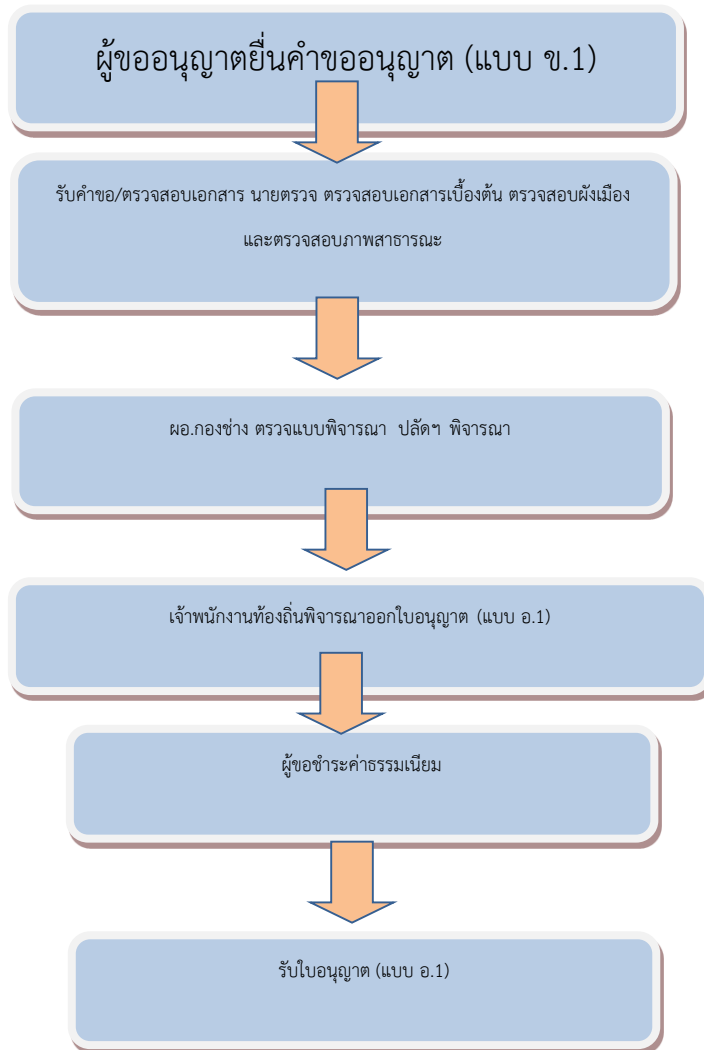 ผู้ขออนุญาตยื่นคำขออนุญาต (แบบ ข.1)
รับคำขอ/ตรวจสอบเอกสาร นายตรวจ ตรวจสอบเอกสารเบื้องต้น ตรวจสอบผังเมือง
และตรวจสอบภาพสาธารณะ
ผอ.กองช่าง ตรวจแบบพิจารณา ปลัดฯ พิจารณา
เจ้าพนักงานท้องถิ่นพิจารณาออกใบอนุญาต (แบบ อ.1)
ผู้ขอชำระค่าธรรมเนียม
รับใบอนุญาต (แบบ อ.1)